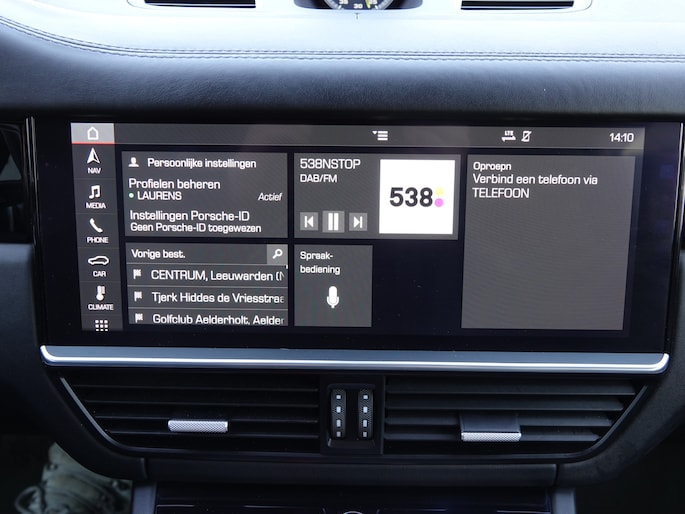 LTE
14:10
NAV
MEDIA
PHONE
CAR
CLIMATE
Persoonlijke instellingen
Profielen beheren
LAURENS Actief
Instellingen Porsche-ID
Geen Porsche-ID toegewezen
Vorige best.
CENTRUM, Leeuwarden (
Tjerk Hiddes de Vriesstraa
Golfclub Aelderholt, Aelder
538NSTOP
DAB/FM
538
Spraak-
bediening
Oproepn
Verbind een telefoon via
TELEFOON